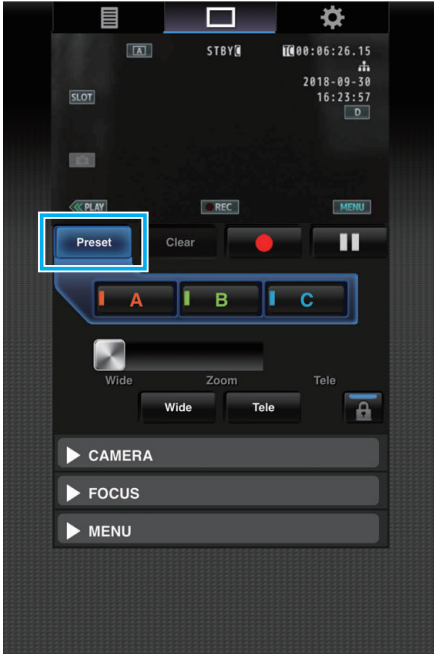 A STBY TC 00:06:26.15
2018-09-30
SLOT 16:23:57
D
PLAY REC MENU
Preset Clear
A B C
Wide Zoom Tele
Wide Tele
CAMERA
FOCUS
MENU